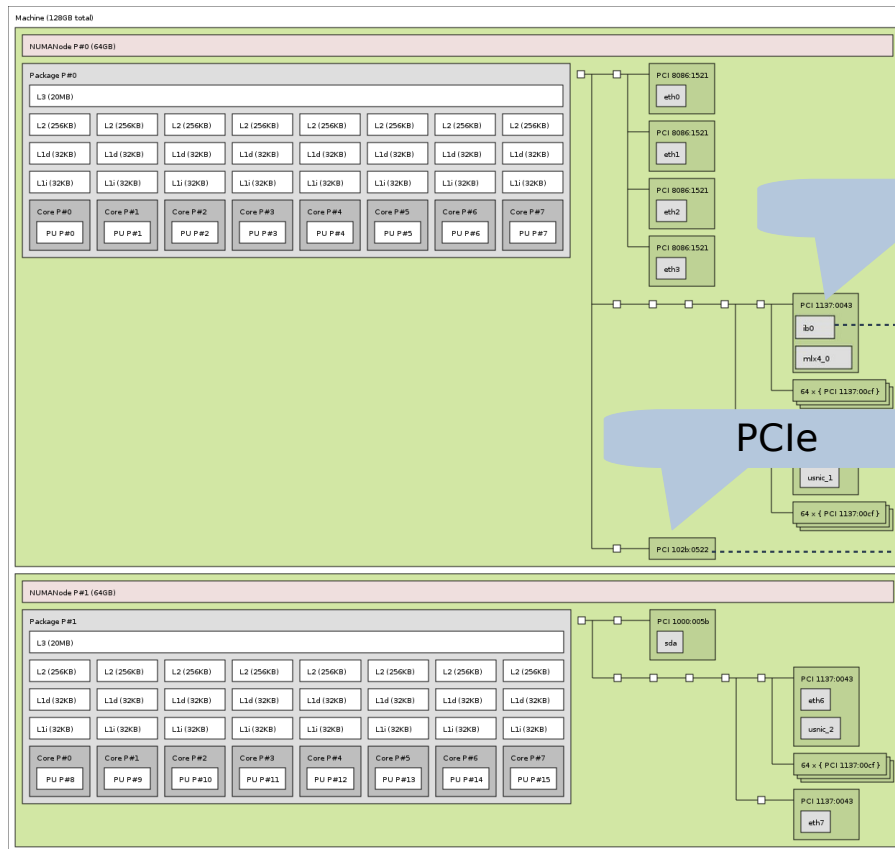 Machine (128GB total)
NUMANode P#0 (64GB)
Package P#0
L3 (20MB)
L2 (256KB) L2 (256KB) L2 (256KB) L2 (256KB) L2 (256KB) L2 (256KB) L2 (256KB) L2 (256KB)
L1d (32KB) L1d (32KB) L1d (32KB) L1d (32KB) L1d (32KB) L1d (32KB) L1d (32KB) L1d (32KB)
L1i (32KB) L1i (32KB) L1i (32KB) L1i (32KB) L1i (32KB) L1i (32KB) L1i (32KB) L1i (32KB)
Core P#0 Core P#1 Core P#2 Core P#3 Core P#4 Core P#5 Core P#6 Core P#7
PU P#0 PU P#1 PU P#2 PU P#3 PU P#4 PU P#5 PU P#6 PU P#7
PCI 8086:1521
eth0
PCI 8086:1521
eth1
PCI 8086:1521
eth2
PCI 8086:1521
eth3
PCI 1137:0043
ib0
mlx4_0
64 x { PCI 1137:00cf }
PCIe
usnic_1
64 x { PCI 1137:00cf }
PCI 102b:0522
NUMANode P#1 (64GB)
Package P#1
L3 (20MB)
L2 (256KB) L2 (256KB) L2 (256KB) L2 (256KB) L2 (256KB) L2 (256KB) L2 (256KB) L2 (256KB)
L1d (32KB) L1d (32KB) L1d (32KB) L1d (32KB) L1d (32KB) L1d (32KB) L1d (32KB) L1d (32KB)
L1i (32KB) L1i (32KB) L1i (32KB) L1i (32KB) L1i (32KB) L1i (32KB) L1i (32KB) L1i (32KB)
Core P#0 Core P#1 Core P#2 Core P#3 Core P#4 Core P#5 Core P#6 Core P#7
PU P#8 PU P#9 PU P#10 PU P#11 PU P#12 PU P#13 PU P#14 PU P#15
PCI 1000:005b
sda
PCI 1137:0043
eth6
usnic_2
64 x { PCI 1137:00cf }
PCI 1137:0043
eth7